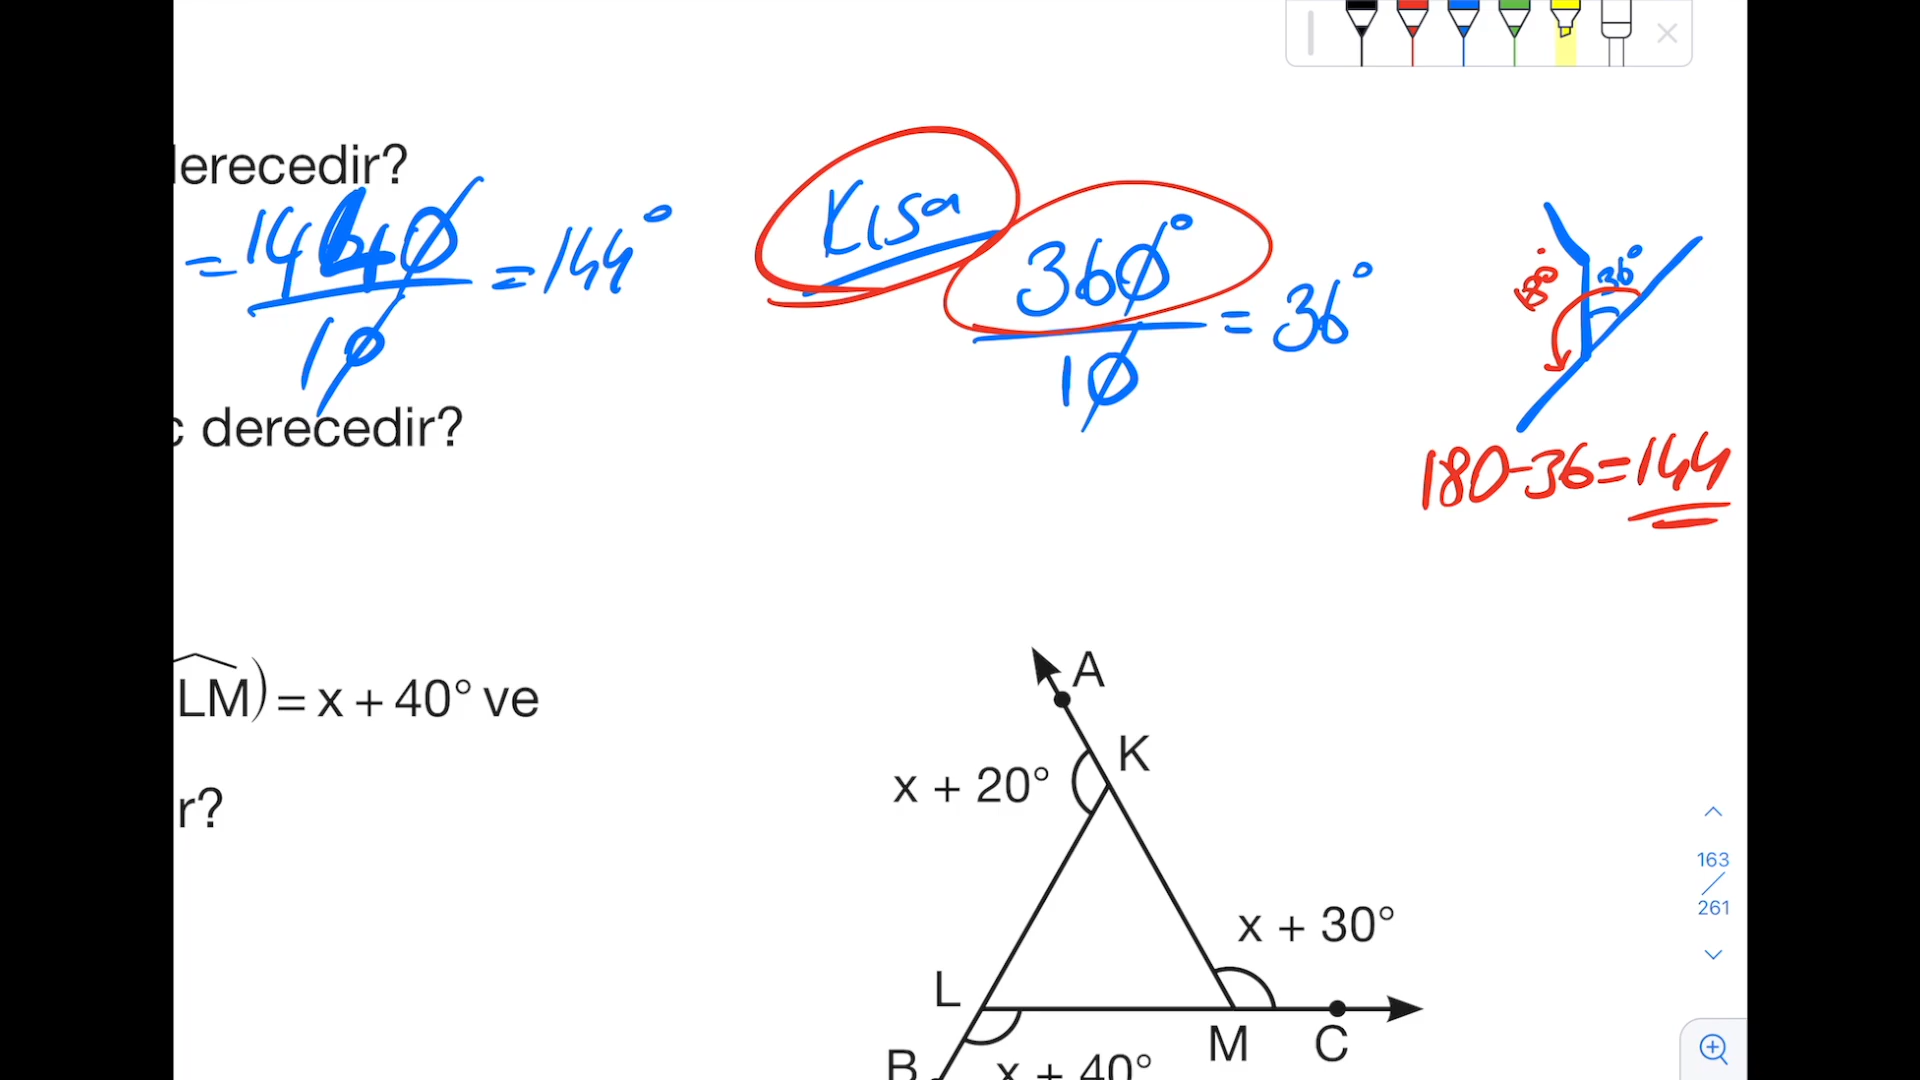 erecedir?
= 1440/10 = 144°
Kısa
360°/10 = 36°
180°
36°
180-36=144
derecedir?
LM) = x + 40° ve
r?
A
K
x + 20°
x + 30°
L
M
C
B
x + 40°
163
/
261